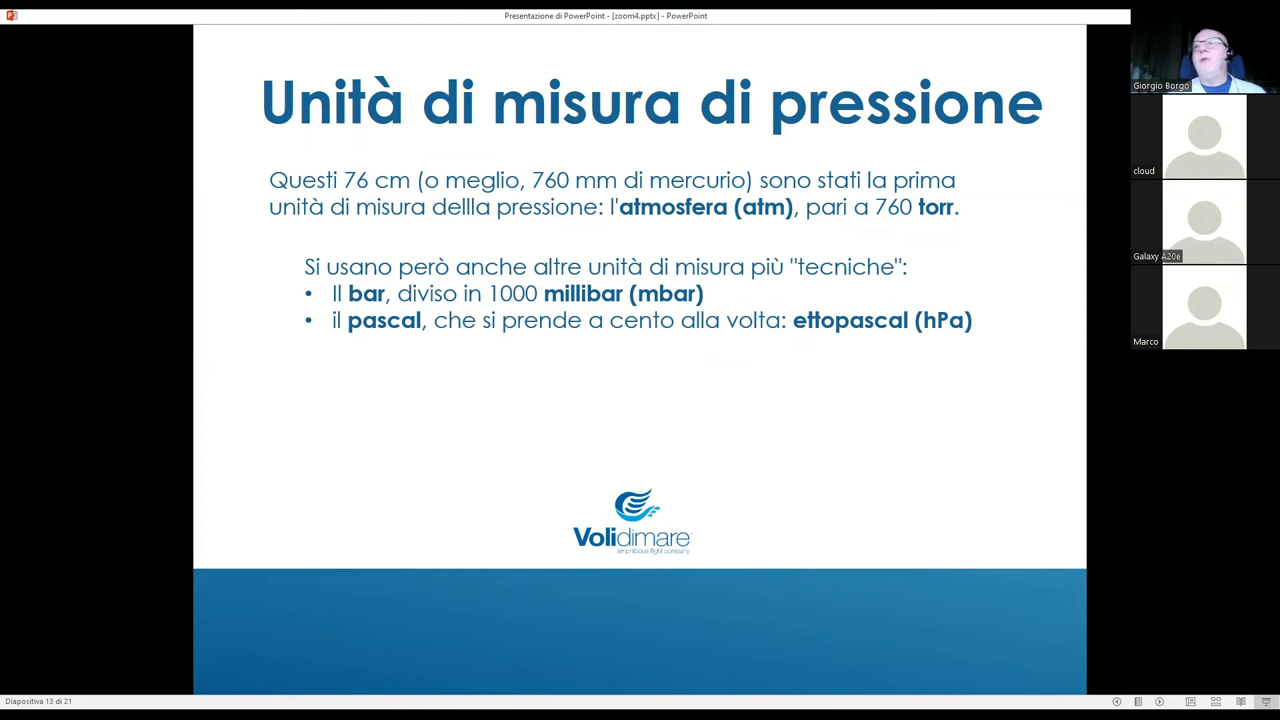 Presentazione di PowerPoint - [zoom4.pptx] - PowerPoint
Unità di misura di pressione
Questi 76 cm (o meglio, 760 mm di mercurio) sono stati la prima
unità di misura dellla pressione: l'atmosfera (atm), pari a 760 torr.
Si usano però anche altre unità di misura più "tecniche":
• Il bar, diviso in 1000 millibar (mbar)
• il pascal, che si prende a cento alla volta: ettopascal (hPa)
Volidimare
amphibious flight company
Giorgio Borgo
cloud
Galaxy A20e
Marco
Diapositiva 13 di 21